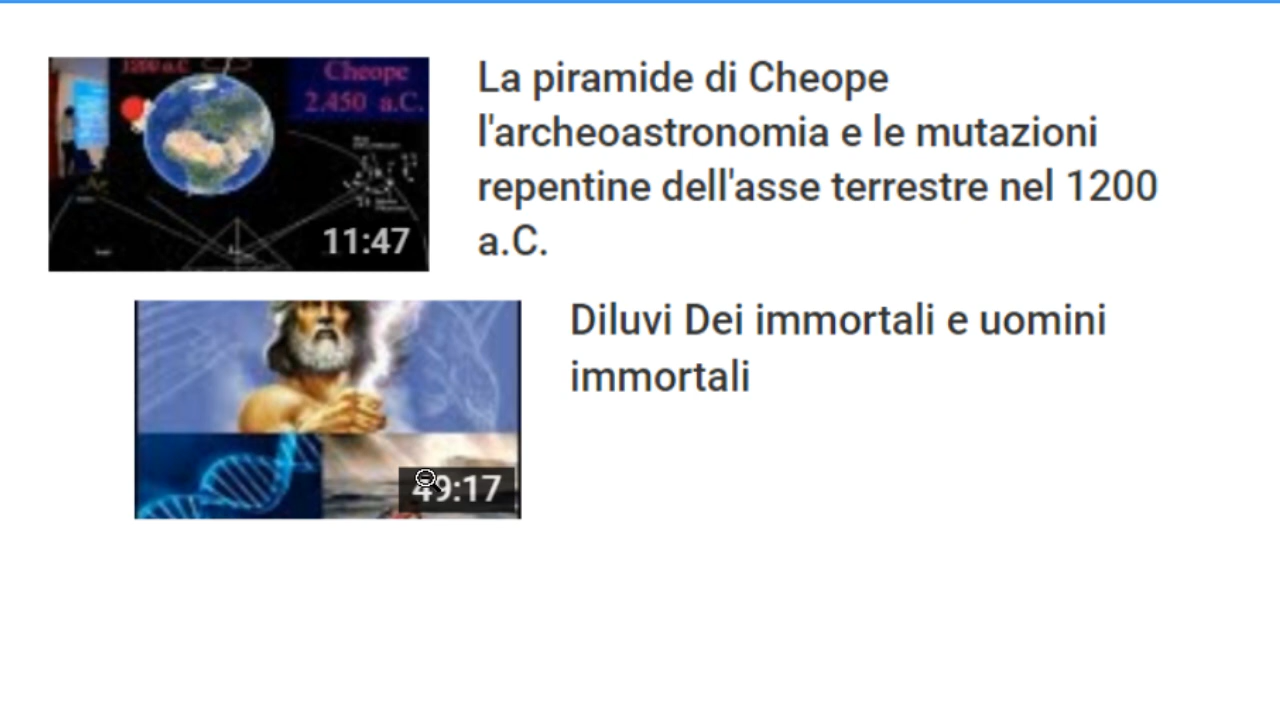 1200 a.C
Cheope
2.450 a.C.
11:47
La piramide di Cheope
l'archeoastronomia e le mutazioni
repentine dell'asse terrestre nel 1200
a.C.
Diluvi Dei immortali e uomini
immortali
49:17